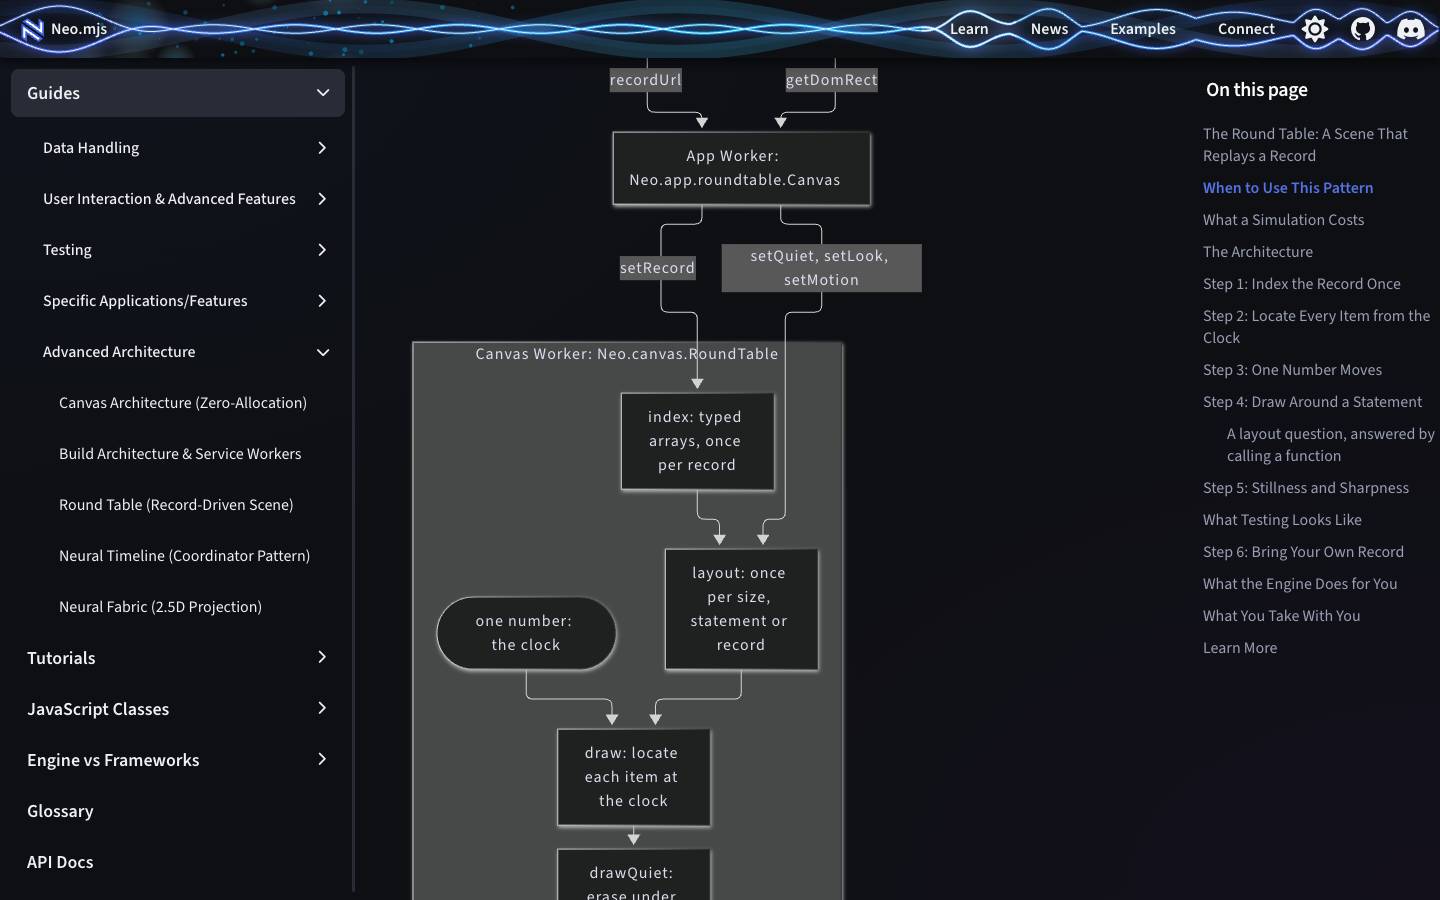 Neo.mjs
Learn
News
Examples
Connect
Guides
Data Handling
User Interaction & Advanced Features
Testing
Specific Applications/Features
Advanced Architecture
Canvas Architecture (Zero-Allocation)
Build Architecture & Service Workers
Round Table (Record-Driven Scene)
Neural Timeline (Coordinator Pattern)
Neural Fabric (2.5D Projection)
Tutorials
JavaScript Classes
Engine vs Frameworks
Glossary
API Docs
recordUrl
getDomRect
App Worker:
Neo.app.roundtable.Canvas
setRecord
setQuiet, setLook,
setMotion
Canvas Worker: Neo.canvas.RoundTable
index: typed
arrays, once
per record
layout: once
per size,
statement or
record
one number:
the clock
draw: locate
each item at
the clock
drawQuiet:
erase under
On this page
The Round Table: A Scene That
Replays a Record
When to Use This Pattern
What a Simulation Costs
The Architecture
Step 1: Index the Record Once
Step 2: Locate Every Item from the
Clock
Step 3: One Number Moves
Step 4: Draw Around a Statement
A layout question, answered by
calling a function
Step 5: Stillness and Sharpness
What Testing Looks Like
Step 6: Bring Your Own Record
What the Engine Does for You
What You Take With You
Learn More